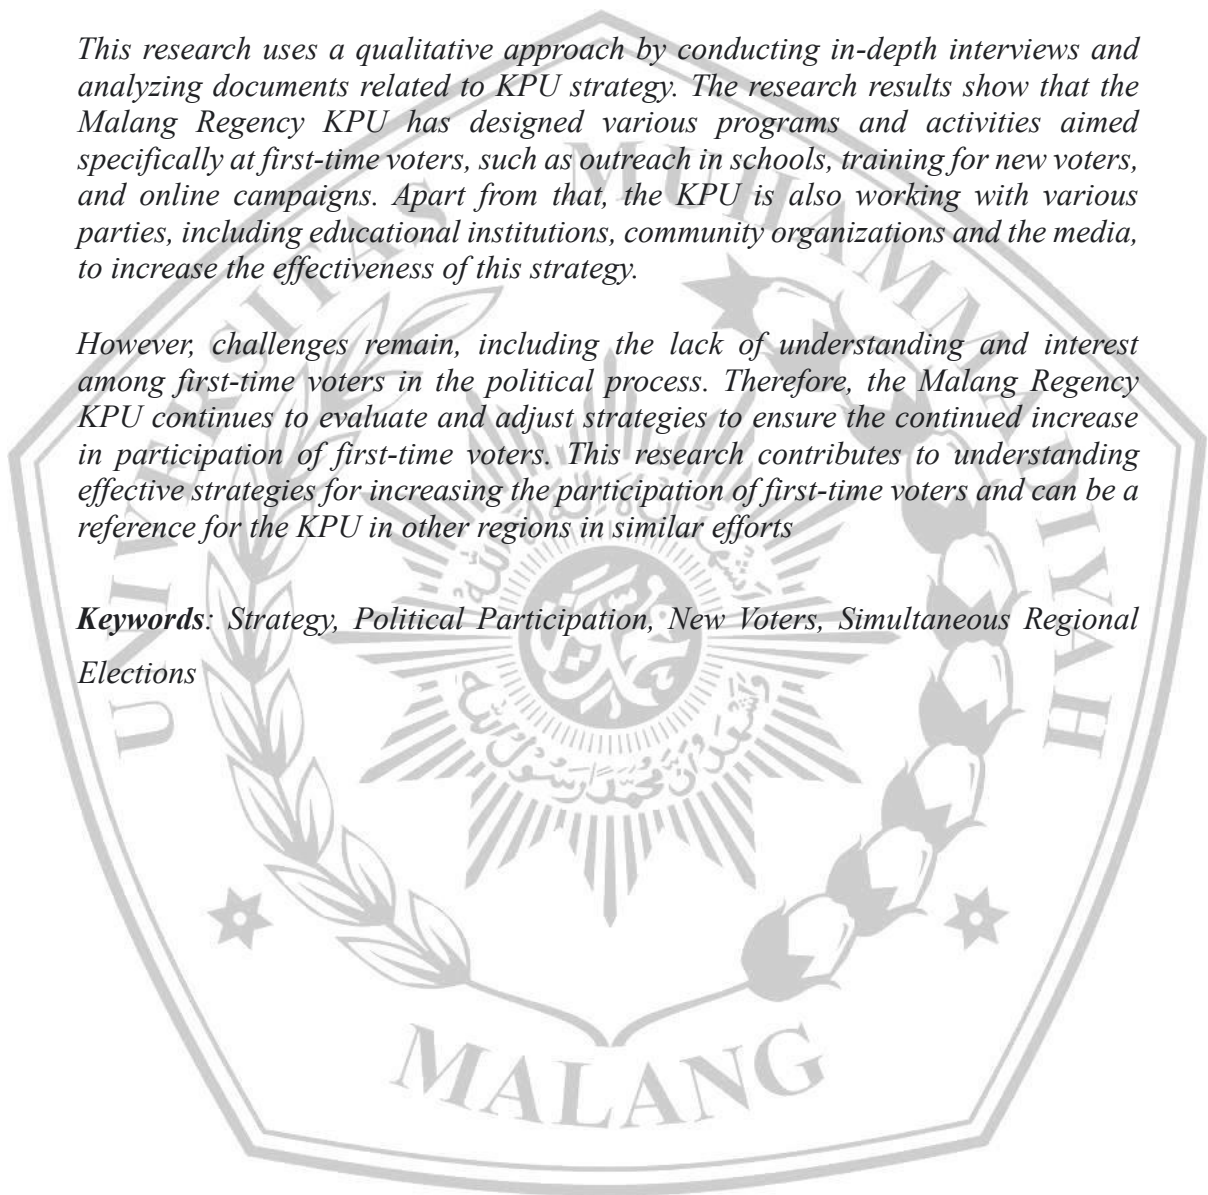 This research uses a qualitative approach by conducting in-depth interviews and
analyzing documents related to KPU strategy. The research results show that the
Malang Regency KPU has designed various programs and activities aimed
specifically at first-time voters, such as outreach in schools, training for new voters,
and online campaigns. Apart from that, the KPU is also working with various
parties, including educational institutions, community organizations and the media,
to increase the effectiveness of this strategy.
However, challenges remain, including the lack of understanding and interest
among first-time voters in the political process. Therefore, the Malang Regency
KPU continues to evaluate and adjust strategies to ensure the continued increase
in participation of first-time voters. This research contributes to understanding
effective strategies for increasing the participation of first-time voters and can be a
reference for the KPU in other regions in similar efforts
Keywords: Strategy, Political Participation, New Voters, Simultaneous Regional
Elections
UNIVERSITAS MUHAMMADIYAH
MALANG